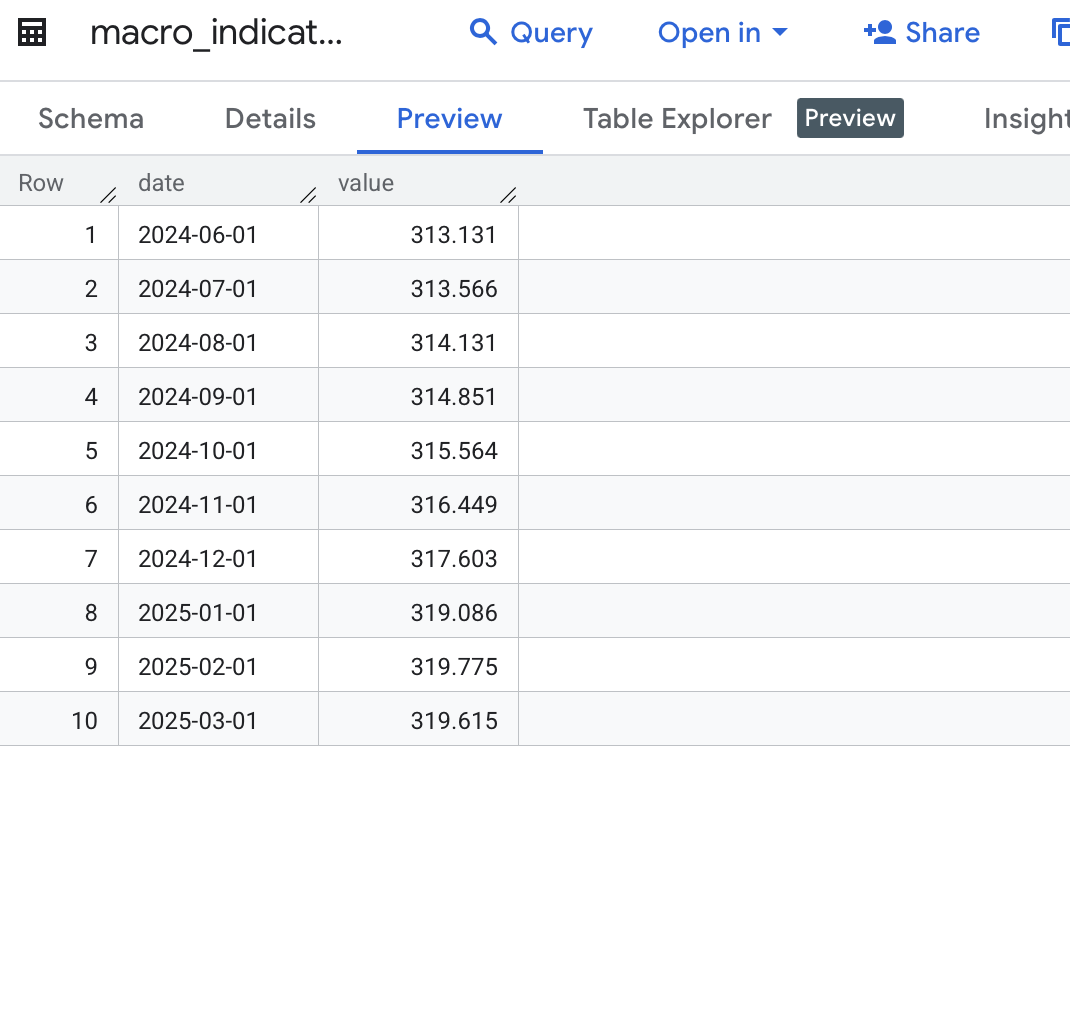 macro_indicat... Query Open in Share
Schema Details Preview Table Explorer Preview Insight
Row date value
1 2024-06-01 313.131
2 2024-07-01 313.566
3 2024-08-01 314.131
4 2024-09-01 314.851
5 2024-10-01 315.564
6 2024-11-01 316.449
7 2024-12-01 317.603
8 2025-01-01 319.086
9 2025-02-01 319.775
10 2025-03-01 319.615